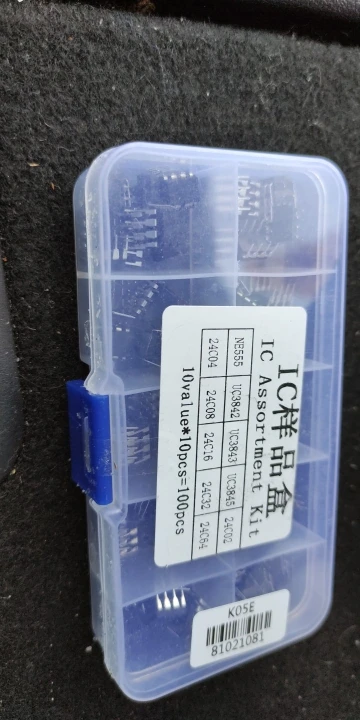 IC样品盒
IC Assortment Kit
NE555 UC3842 UC3843 UC3845 24C02
24C04 24C08 24C16 24C32 24C64
10value*10pcs=100pcs
K05E
81021081